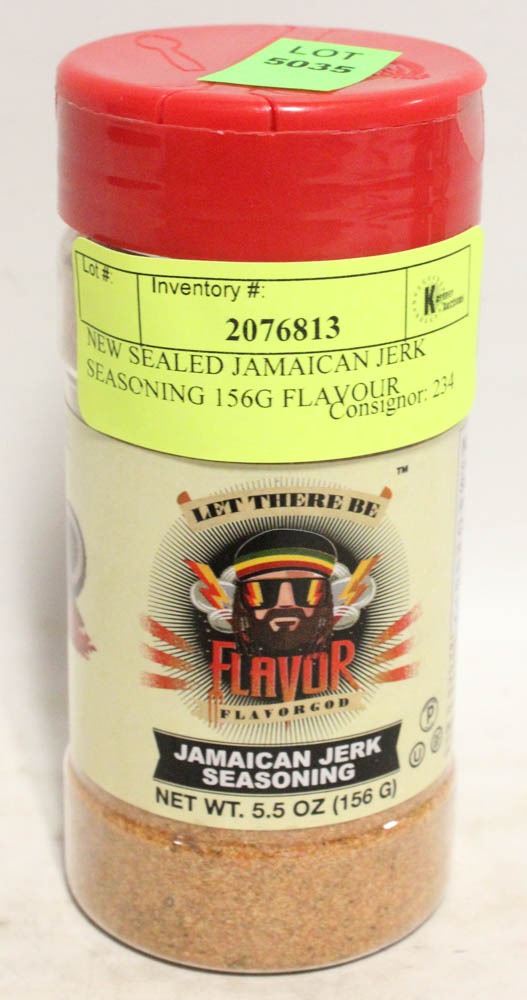 LOT
5035
Lot #:
Inventory #:
2076813
NEW SEALED JAMAICAN JERK
SEASONING 156G FLAVOUR
Consignor: 234
™
LET THERE BE
FLAVOR
FLAVORGOD
JAMAICAN JERK
SEASONING
NET WT. 5.5 OZ (156 G)
P
U